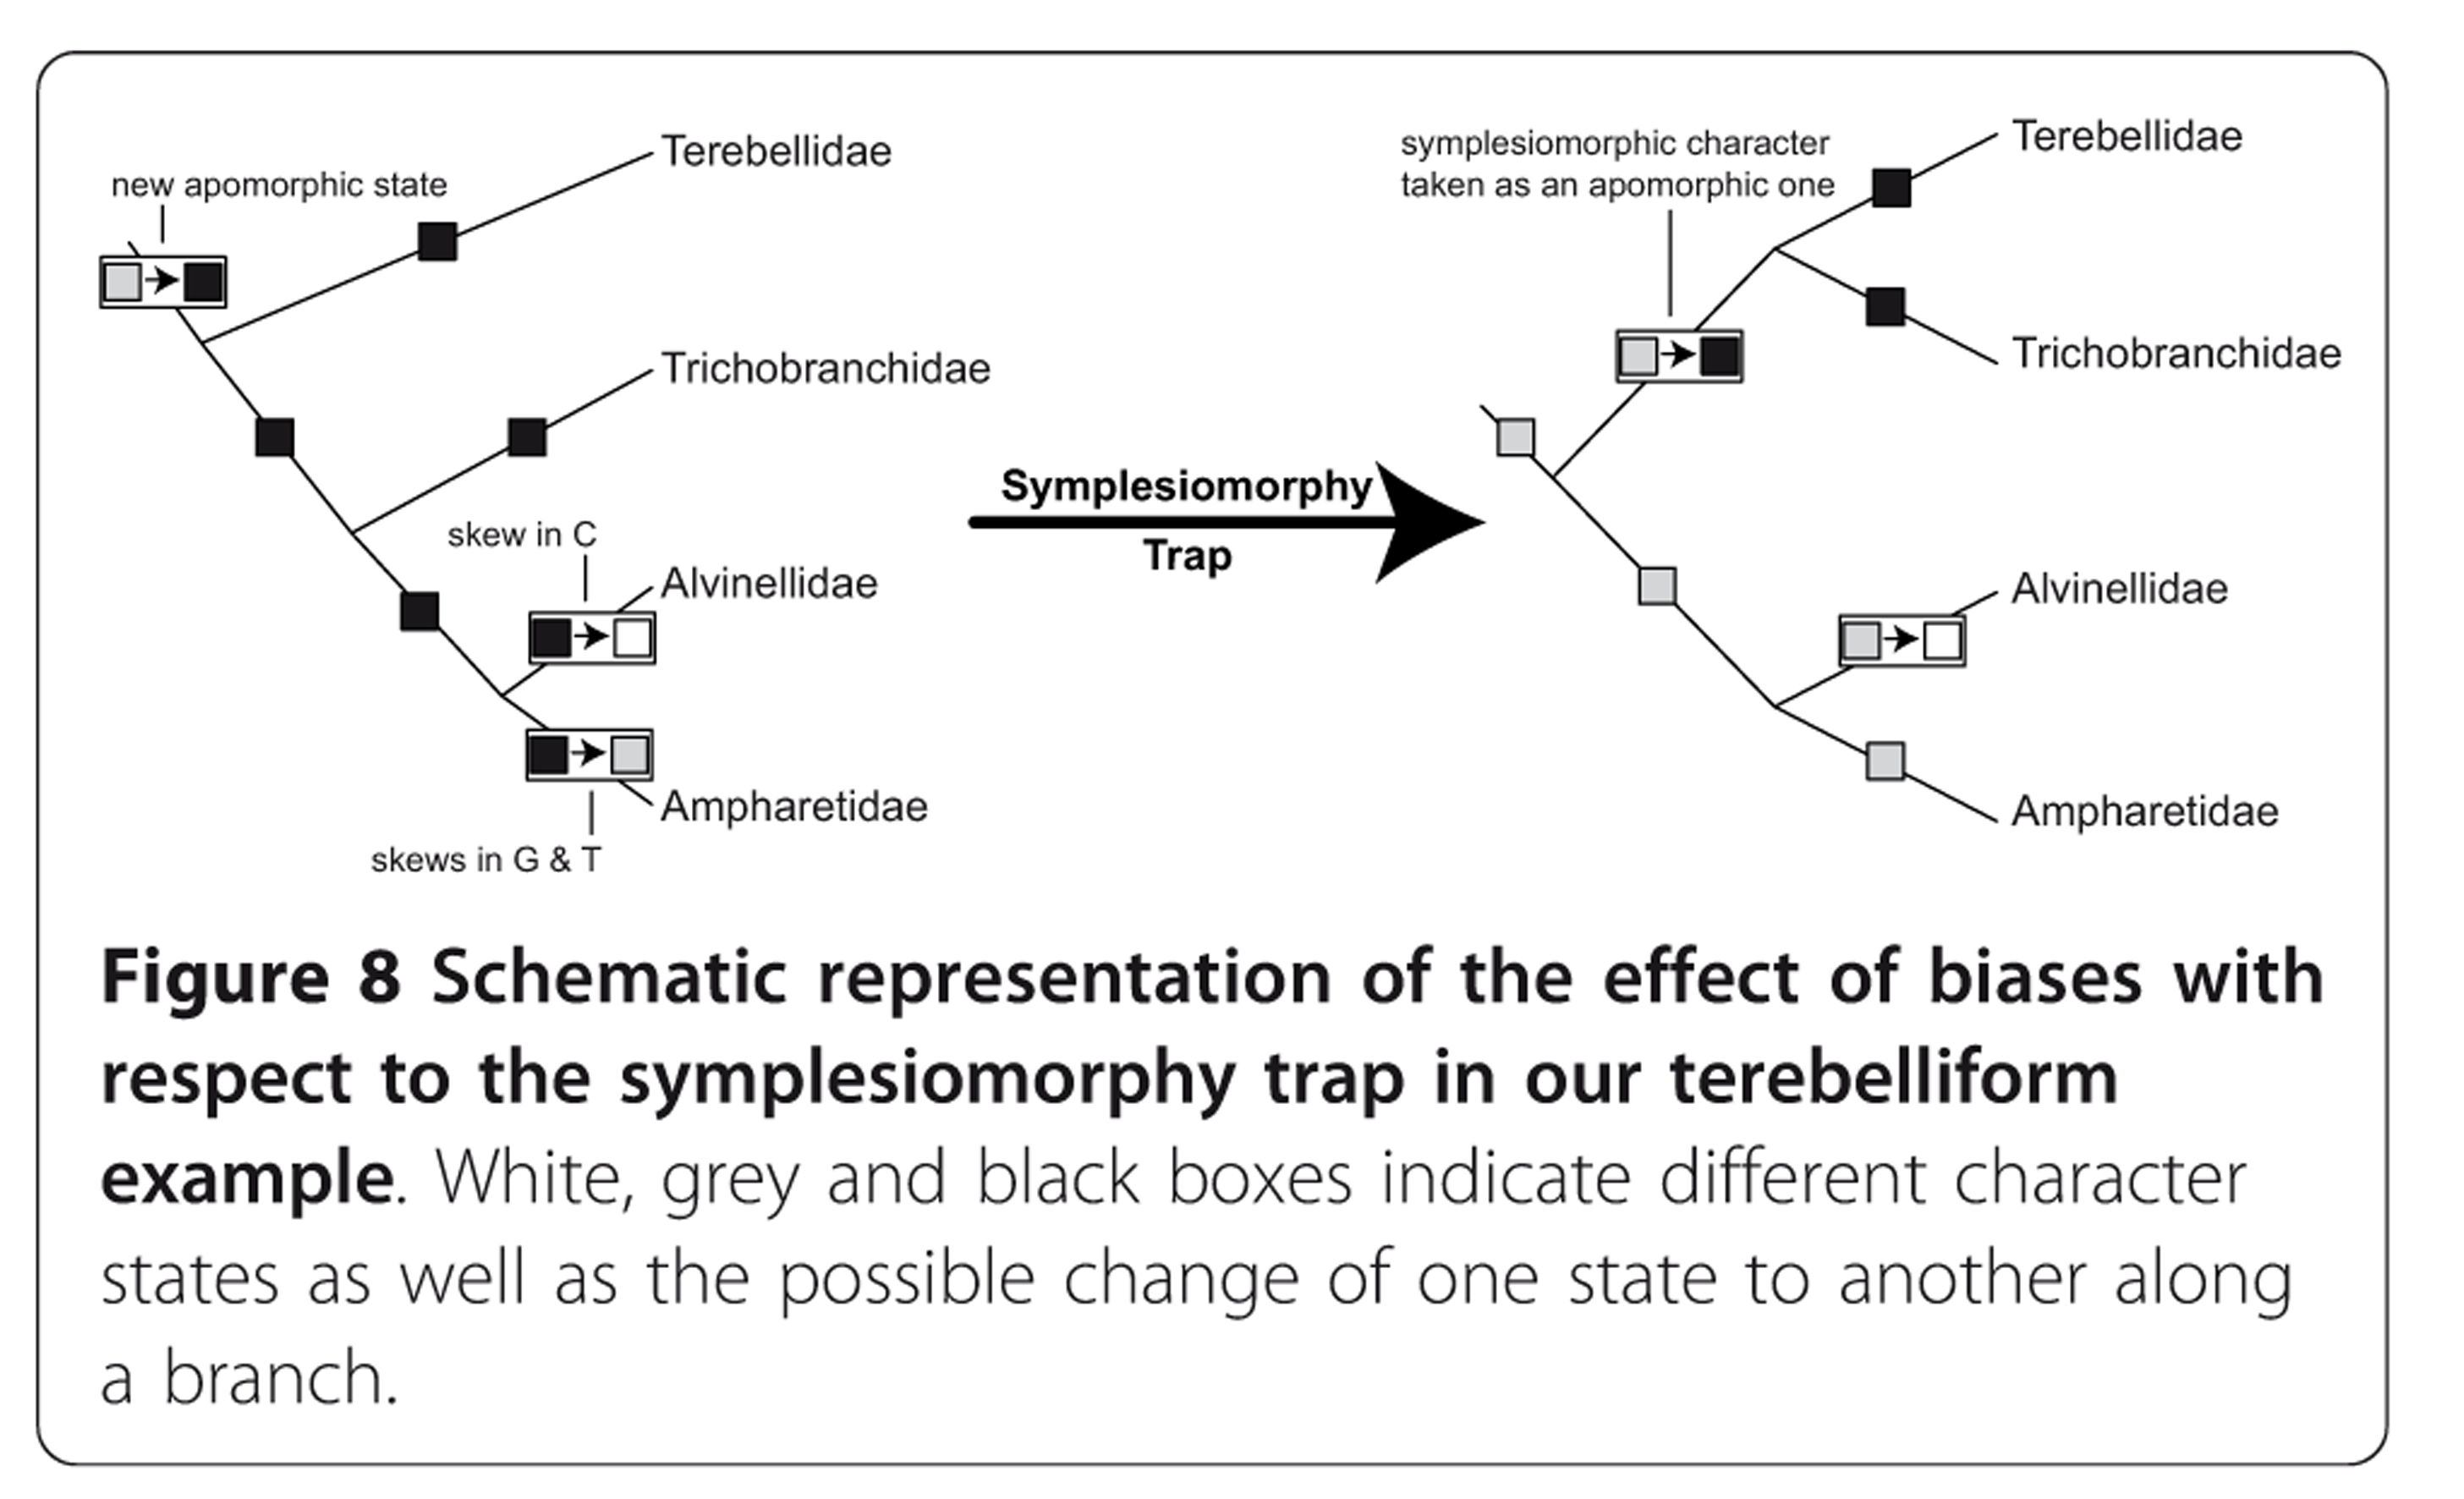 new apomorphic state
Terebellidae
Trichobranchidae
skew in C
Alvinellidae
Ampharetidae
skews in G & T
Symplesiomorphy
Trap
symplesiomorphic character
taken as an apomorphic one
Terebellidae
Trichobranchidae
Alvinellidae
Ampharetidae
Figure 8 Schematic representation of the effect of biases with
respect to the symplesiomorphy trap in our terebelliform
example. White, grey and black boxes indicate different character
states as well as the possible change of one state to another along
a branch.